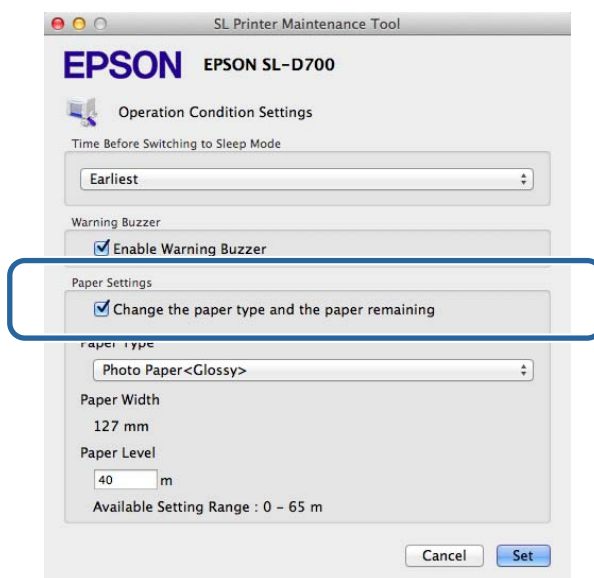 SL Printer Maintenance Tool
EPSON EPSON SL-D700
Operation Condition Settings
Time Before Switching to Sleep Mode
Earliest
Warning Buzzer
Enable Warning Buzzer
Paper Settings
Change the paper type and the paper remaining
Paper Type
Photo Paper<Glossy>
Paper Width
127 mm
Paper Level
40 m
Available Setting Range : 0 – 65 m
Cancel Set